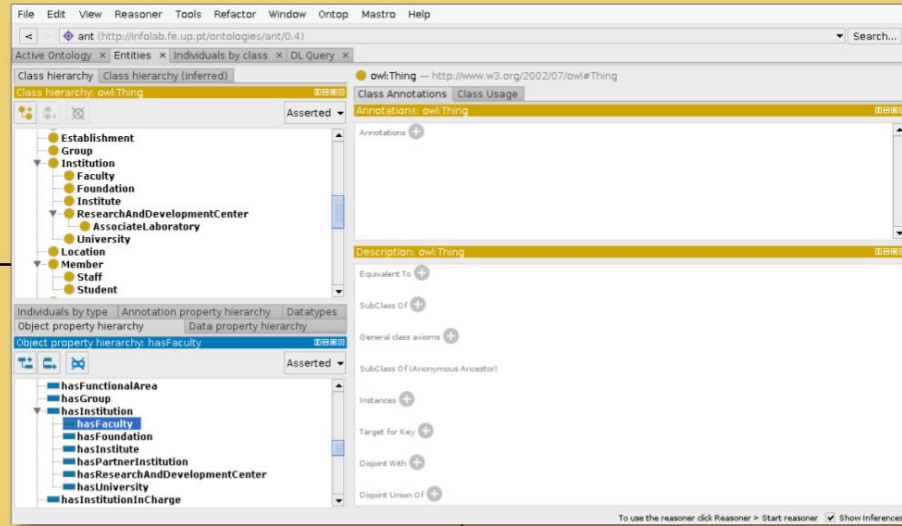 File Edit View Reasoner Tools Refactor Window Ontop Mastro Help
< > ant (http://infolab.fe.up.pt/ontologies/ant/0.4) Search...
Active Ontology × Entities × Individuals by class × DL Query ×
Class hierarchy Class hierarchy (inferred)
Class hierarchy: owl:Thing
Asserted
Establishment
Group
Institution
Faculty
Foundation
Institute
ResearchAndDevelopmentCenter
AssociateLaboratory
University
Location
Member
Staff
Student
Individuals by type Annotation property hierarchy Datatypes
Object property hierarchy Data property hierarchy
Object property hierarchy: hasFaculty
Asserted
hasFunctionalArea
hasGroup
hasInstitution
hasFaculty
hasFoundation
hasInstitute
hasPartnerInstitution
hasResearchAndDevelopmentCenter
hasUniversity
hasInstitutionInCharge
owl:Thing — http://www.w3.org/2002/07/owl#Thing
Class Annotations Class Usage
Annotations: owl:Thing
Annotations
Description: owl:Thing
Equivalent To
SubClass Of
General class axioms
SubClass Of (Anonymous Ancestor)
Instances
Target for Key
Disjoint With
Disjoint Union Of
To use the reasoner click Reasoner > Start reasoner Show Inferences